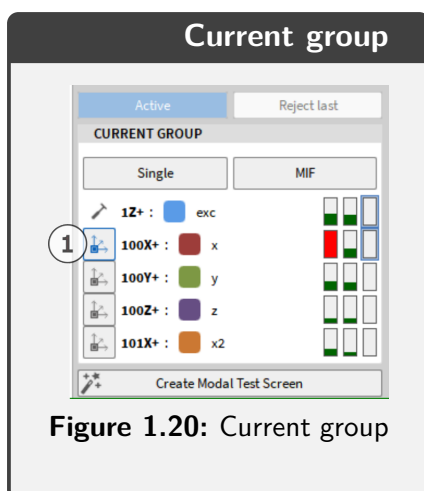 Current group
Active Reject last
CURRENT GROUP
Single MIF
1Z+ : exc
1 100X+ : x
100Y+ : y
100Z+ : z
101X+ : x2
Create Modal Test Screen
Figure 1.20: Current group